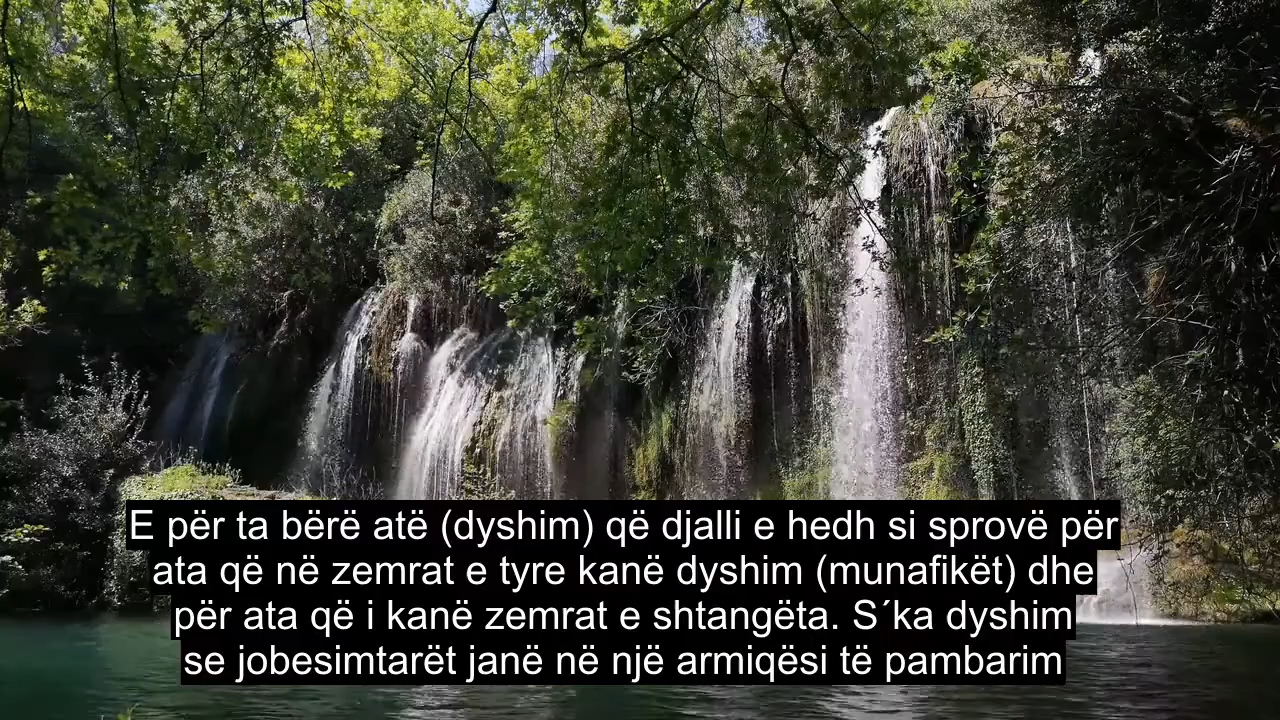 E për ta bërë atë (dyshim) që djalli e hedh si sprovë për
ata që në zemrat e tyre kanë dyshim (munafikët) dhe
për ata që i kanë zemrat e shtangëta. S´ka dyshim
se jobesimtarët janë në një armiqësi të pambarim